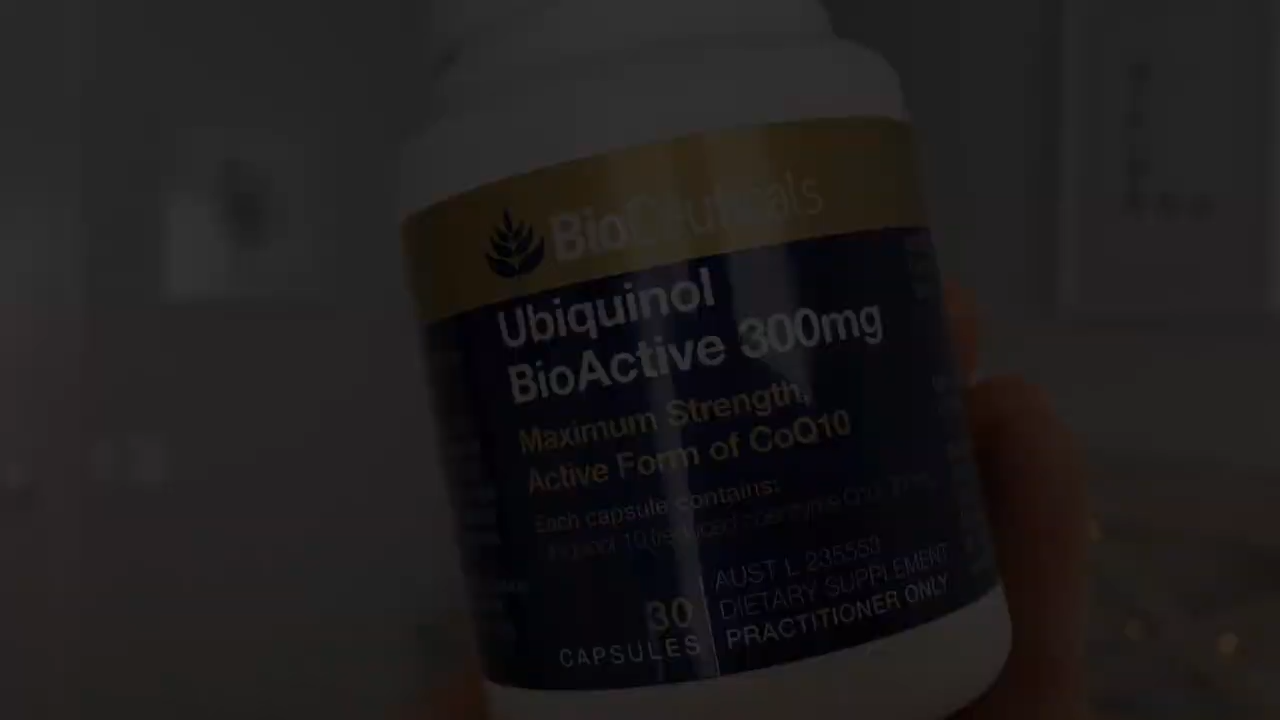 BioCeuticals
Ubiquinol
BioActive 300mg
Maximum Strength,
Active Form of CoQ10
Each capsule contains:
30
CAPSULES
AUST L 235553
DIETARY SUPPLEMENT
PRACTITIONER ONLY